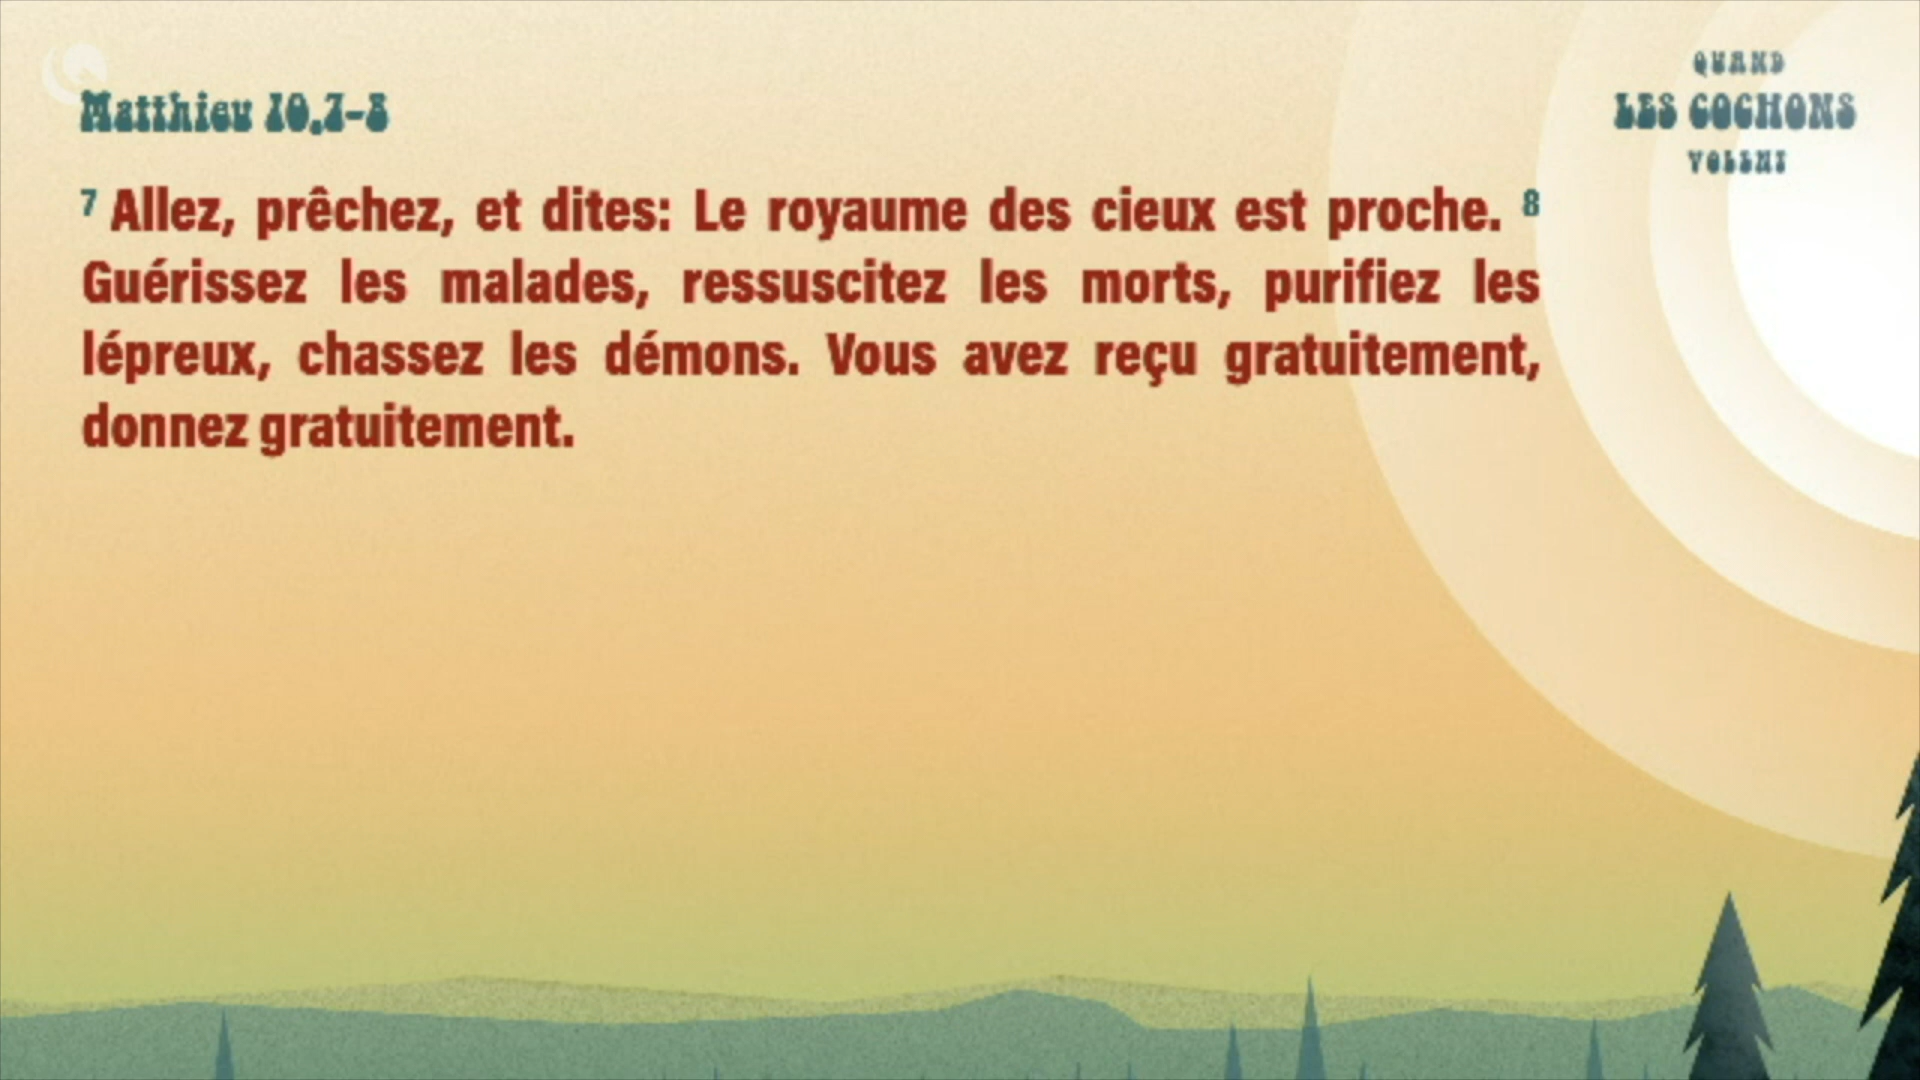 Matthieu 10.7-8
QUAND
LES COCHONS
VOLENT
7 Allez, prêchez, et dites: Le royaume des cieux est proche. 8
Guérissez les malades, ressuscitez les morts, purifiez les
lépreux, chassez les démons. Vous avez reçu gratuitement,
donnez gratuitement.